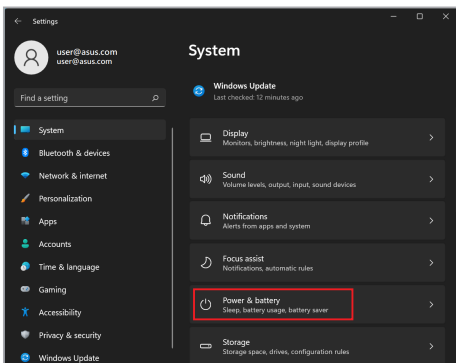 Settings
user@asus.com
user@asus.com
Find a setting
System
Bluetooth & devices
Network & internet
Personalization
Apps
Accounts
Time & language
Gaming
Accessibility
Privacy & security
Windows Update
System
Windows Update
Last checked: 12 minutes ago
Display
Monitors, brightness, night light, display profile
Sound
Volume levels, output, input, sound devices
Notifications
Alerts from apps and system
Focus assist
Notifications, automatic rules
Power & battery
Sleep, battery usage, battery saver
Storage
Storage space, drives, configuration rules